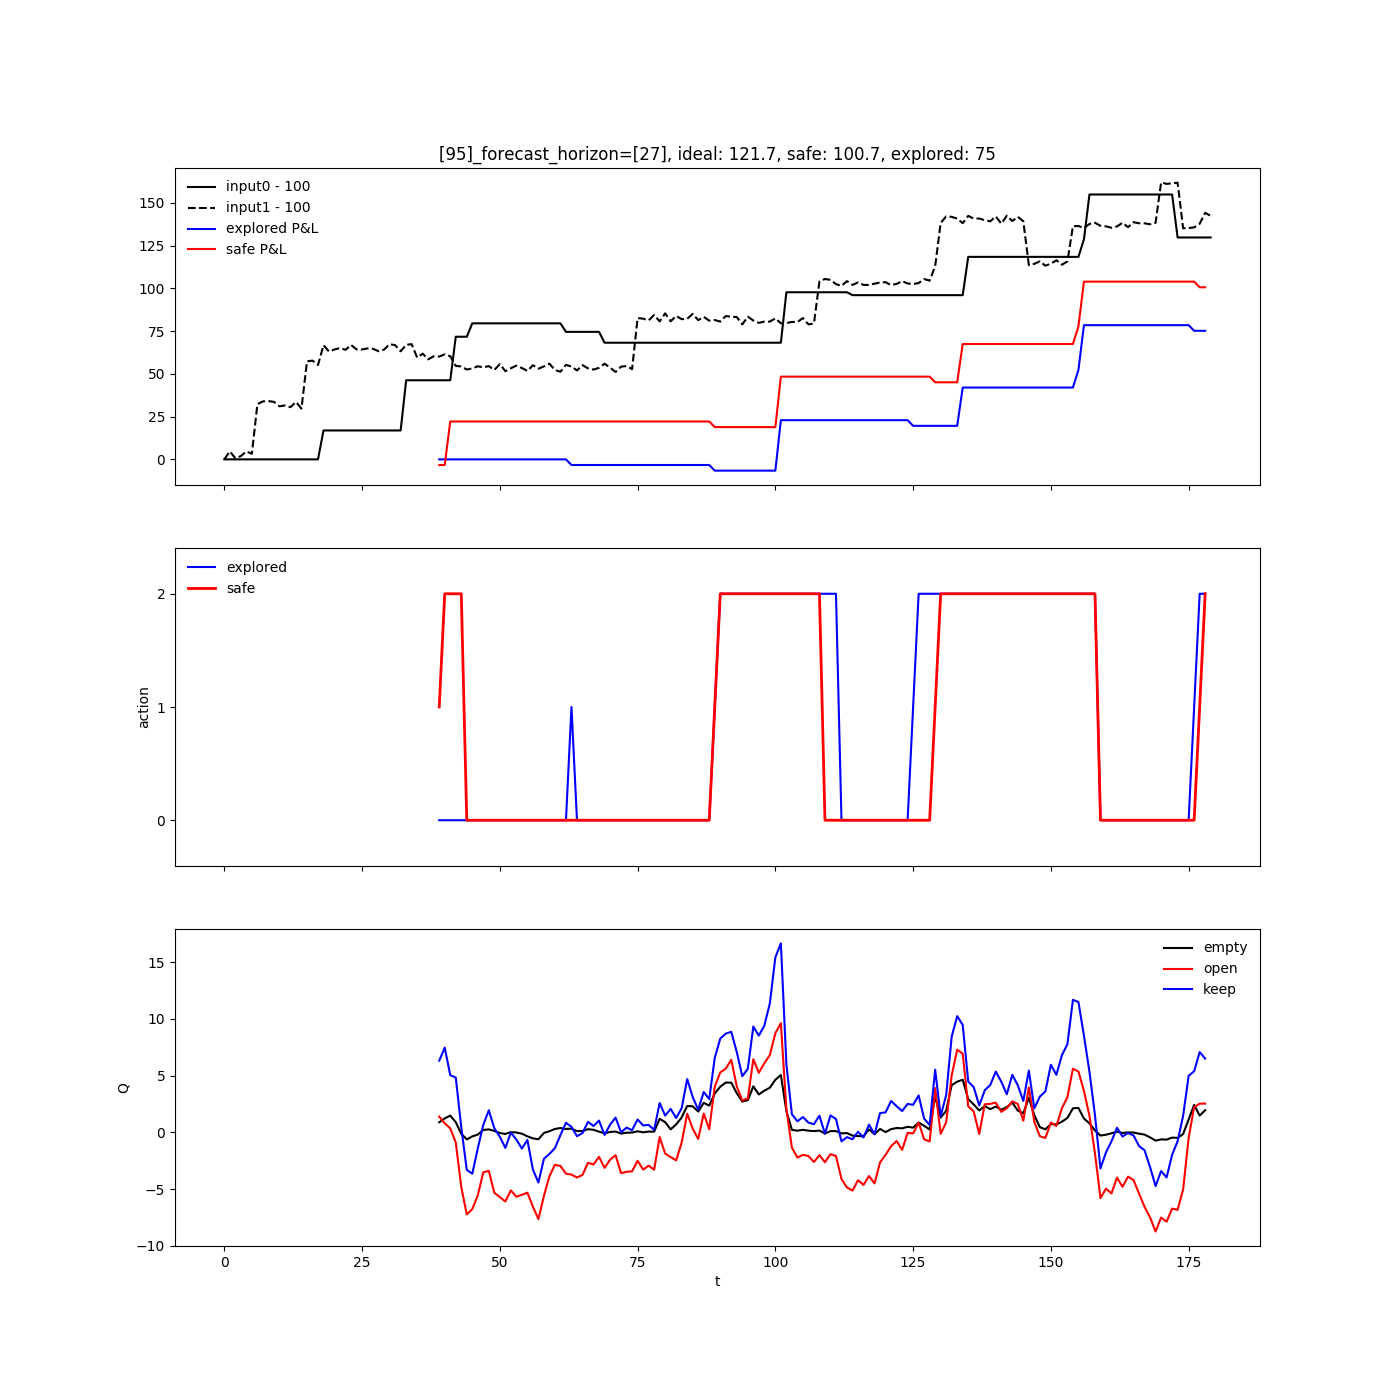 [95]_forecast_horizon=[27], ideal: 121.7, safe: 100.7, explored: 75
input0 - 100
input1 - 100
explored P&L
safe P&L
150
125
100
75
50
25
0
explored
safe
2
1
0
action
empty
open
keep
15
10
5
0
−5
−10
Q
0 25 50 75 100 125 150 175
t